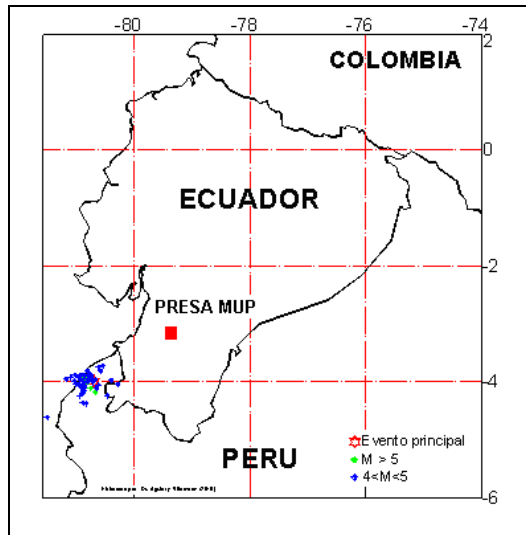 -80 -78 -76 -74
2
COLOMBIA
0
ECUADOR
-2
PRESA MUP
-4
Evento principal
M > 5
PERU
4<M<5
-6